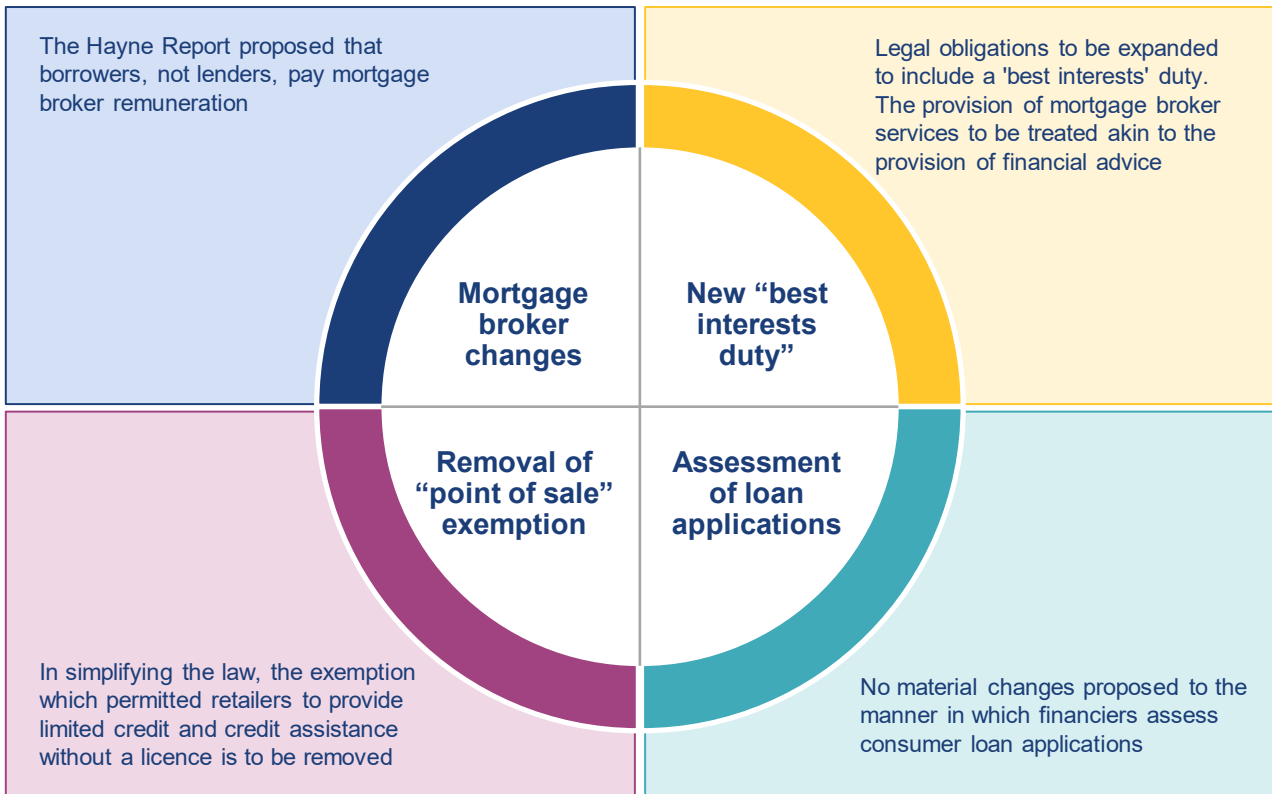 The Hayne Report proposed that
borrowers, not lenders, pay mortgage
broker remuneration
Legal obligations to be expanded
to include a 'best interests' duty.
The provision of mortgage broker
services to be treated akin to the
provision of financial advice
Mortgage
broker
changes
New “best
interests
duty”
Removal of
“point of sale”
exemption
Assessment
of loan
applications
In simplifying the law, the exemption
which permitted retailers to provide
limited credit and credit assistance
without a licence is to be removed
No material changes proposed to the
manner in which financiers assess
consumer loan applications